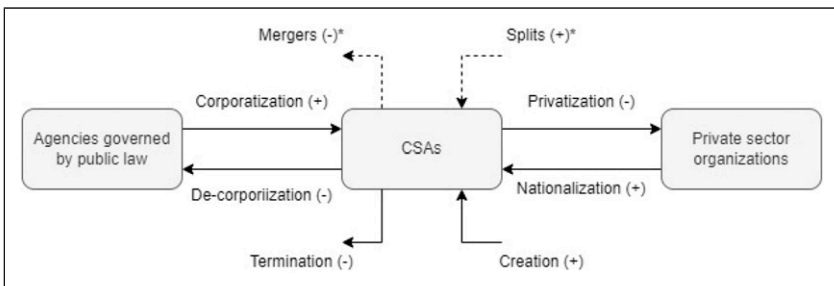 Mergers (-)*
Splits (+)*
Corporatization (+)
Privatization (-)
Agencies governed
by public law
CSAs
Private sector
organizations
De-corporiization (-)
Nationalization (+)
Termination (-)
Creation (+)